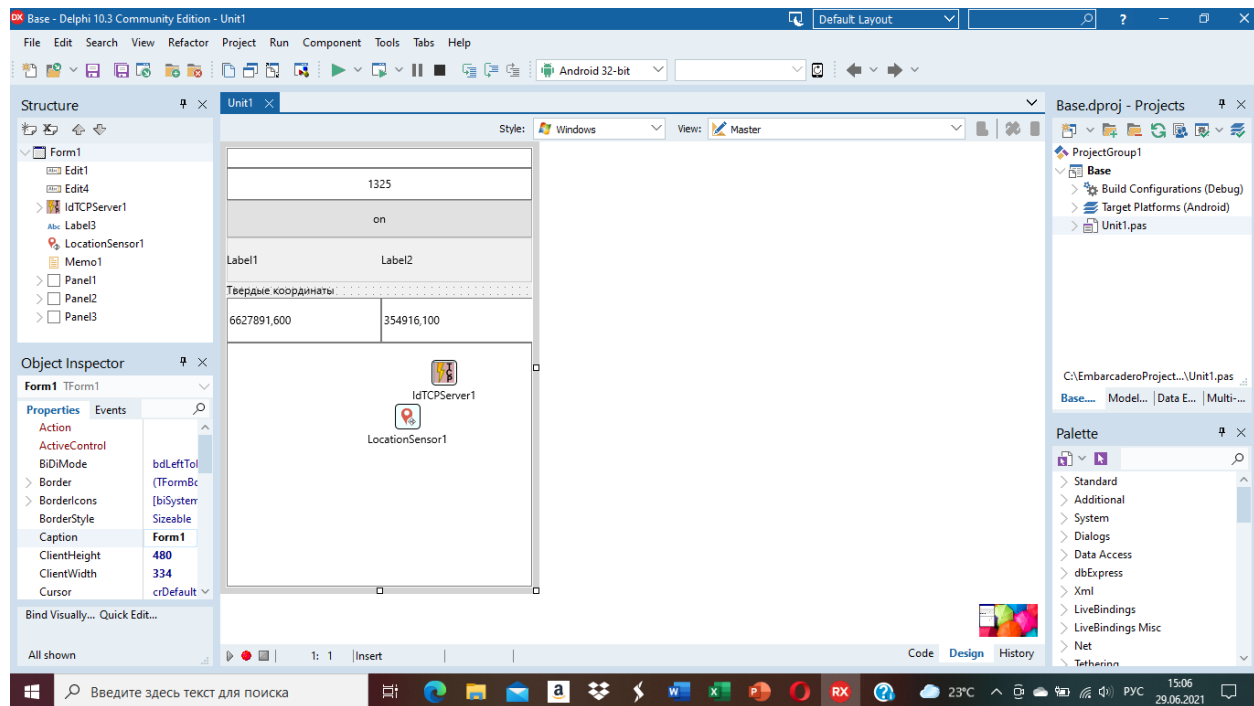 DX Base - Delphi 10.3 Community Edition - Unit1
Default Layout
?
File Edit Search View Refactor Project Run Component Tools Tabs Help
Android 32-bit
Structure
Form1
Edit1
Edit4
IdTCPServer1
Abc Label3
LocationSensor1
Memo1
Panel1
Panel2
Panel3
Object Inspector
Form1 TForm1
Properties Events
Action
ActiveControl
BiDiMode bdLeftTol
Border (TFormBc
BorderIcons [biSystem
BorderStyle Sizeable
Caption Form1
ClientHeight 480
ClientWidth 334
Cursor crDefault
Bind Visually... Quick Edit...
All shown
Unit1
Style: Windows View: Master
1325
on
Label1 Label2
Твердые координаты
6627891,600 354916,100
IdTCPServer1
LocationSensor1
1: 1 Insert
Code Design History
Base.dproj - Projects
ProjectGroup1
Base
Build Configurations (Debug)
Target Platforms (Android)
Unit1.pas
C:\EmbarcaderoProject...\Unit1.pas
Base.... Model... Data E... Multi-...
Palette
Standard
Additional
System
Dialogs
Data Access
dbExpress
Xml
LiveBindings
LiveBindings Misc
Net
Tethering
Введите здесь текст для поиска
a
RX
23°C
РУС
15:06
29.06.2021